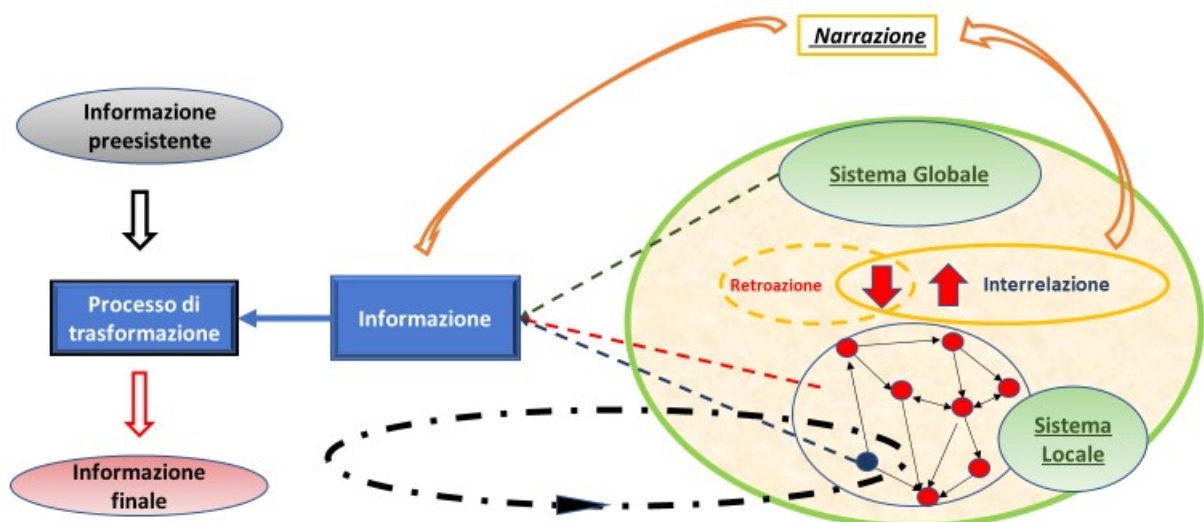 Narrazione
Informazione
preesistente
Sistema Globale
Retroazione
Interrelazione
Processo di
trasformazione
Informazione
Sistema
Locale
Informazione
finale